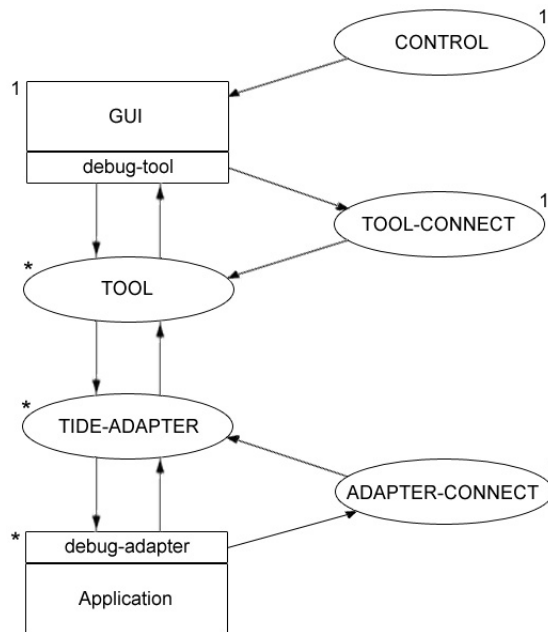 1
CONTROL
1
GUI
debug-tool
1
TOOL-CONNECT
*
TOOL
*
TIDE-ADAPTER
ADAPTER-CONNECT
*
debug-adapter
Application